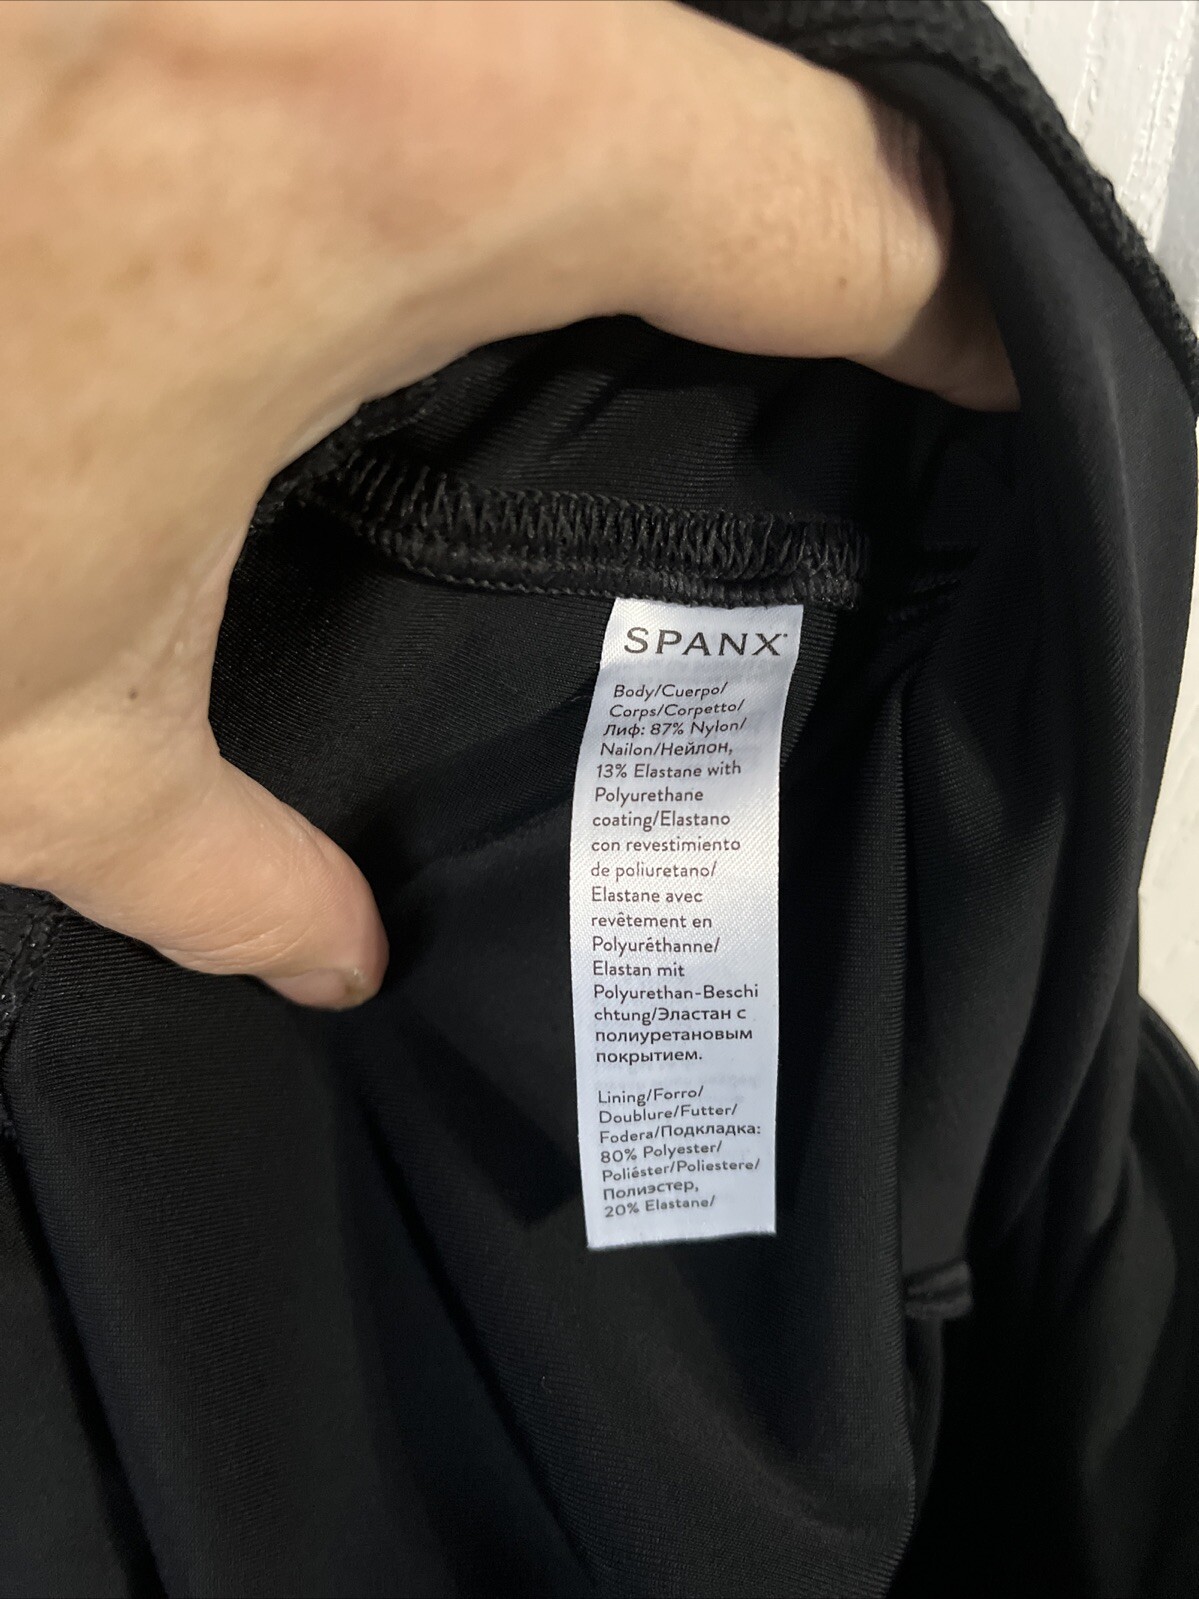 SPANX
Body/Cuerpo/
Corps/Corpetto/
Лиф: 87% Nylon/
Nailon/Нейлон,
13% Elastane with
Polyurethane
coating/Elastano
con revestimiento
de poliuretano/
Elastane avec
revêtement en
Polyuréthanne/
Elastan mit
Polyurethan-Beschi
chtung/Эластан с
полиуретановым
покрытием.
Lining/Forro/
Doublure/Futter/
Fodera/Подкладка:
80% Polyester/
Poliéster/Poliestere/
Полиэстер,
20% Elastane/